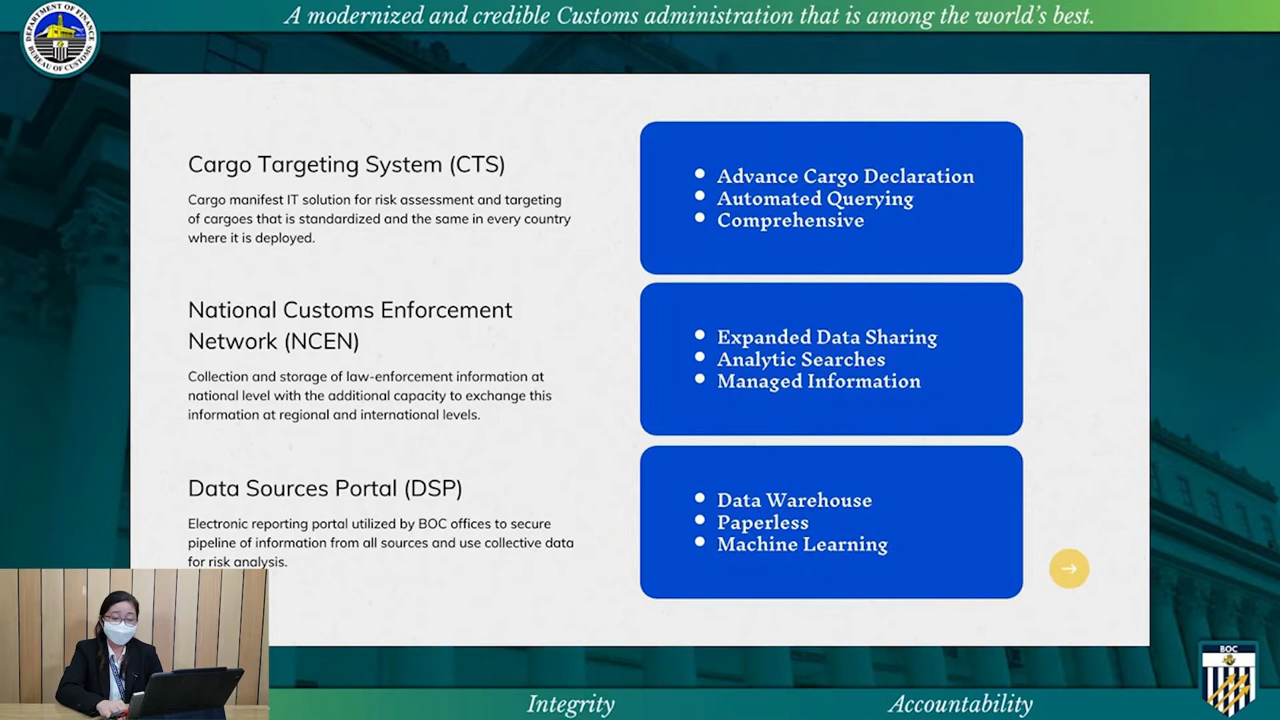 A modernized and credible Customs administration that is among the world's best.
DEPARTMENT OF FINANCE
BUREAU OF CUSTOMS
Cargo Targeting System (CTS)
Cargo manifest IT solution for risk assessment and targeting
of cargoes that is standardized and the same in every country
where it is deployed.
Advance Cargo Declaration
Automated Querying
Comprehensive
National Customs Enforcement
Network (NCEN)
Collection and storage of law-enforcement information at
national level with the additional capacity to exchange this
information at regional and international levels.
Expanded Data Sharing
Analytic Searches
Managed Information
Data Sources Portal (DSP)
Electronic reporting portal utilized by BOC offices to secure
pipeline of information from all sources and use collective data
for risk analysis.
Data Warehouse
Paperless
Machine Learning
BOC
Integrity
Accountability